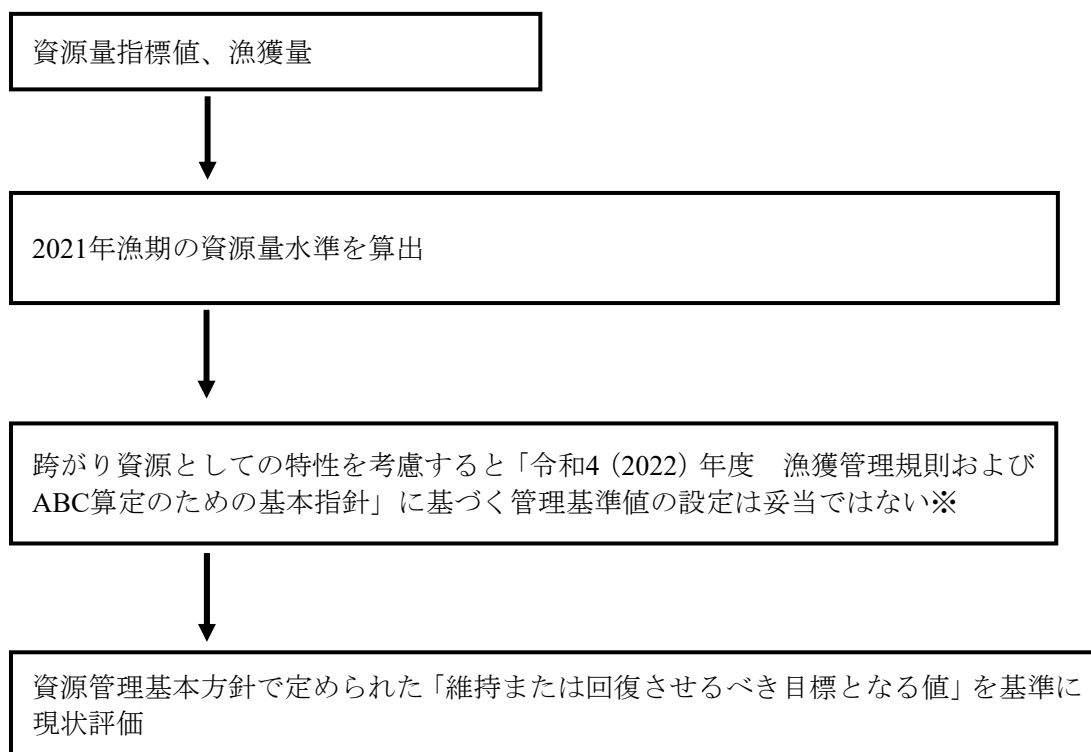 資源量指標値、漁獲量
2021年漁期の資源量水準を算出
跨がり資源としての特性を考慮すると「令和4（2022）年度　漁獲管理規則および
ABC算定のための基本指針」に基づく管理基準値の設定は妥当ではない※
資源管理基本方針で定められた「維持または回復させるべき目標となる値」を基準に
現状評価